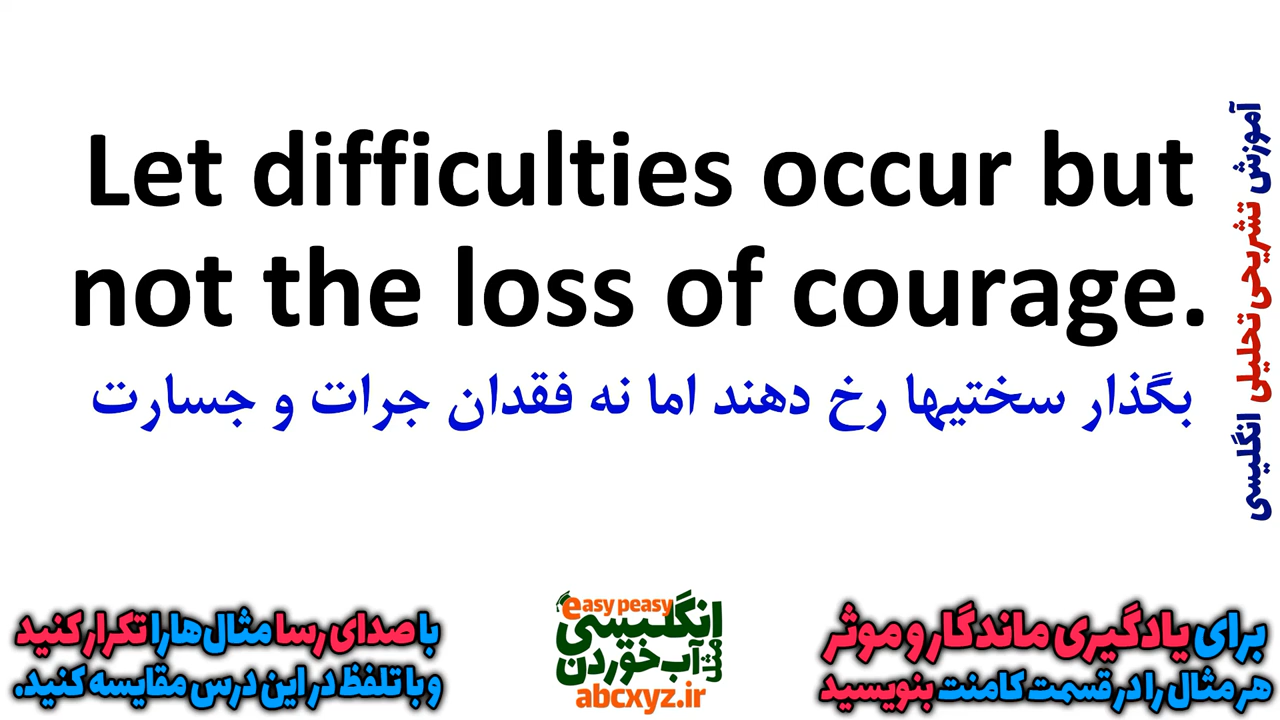 Let difficulties occur but
not the loss of courage.
بگذار سختیها رخ دهند اما نه فقدان جرات و جسارت
آموزش تشریحی تحلیلی انگلیسی
برای یادگیری ماندگار و موثر
هر مثال را در قسمت کامنت بنویسید
easy peasy
انگلیسی
مثل آب خوردن
abcxyz.ir
با صدای رسا مثال‌ها را تکرار کنید
و با تلفظ در این درس مقایسه کنید.